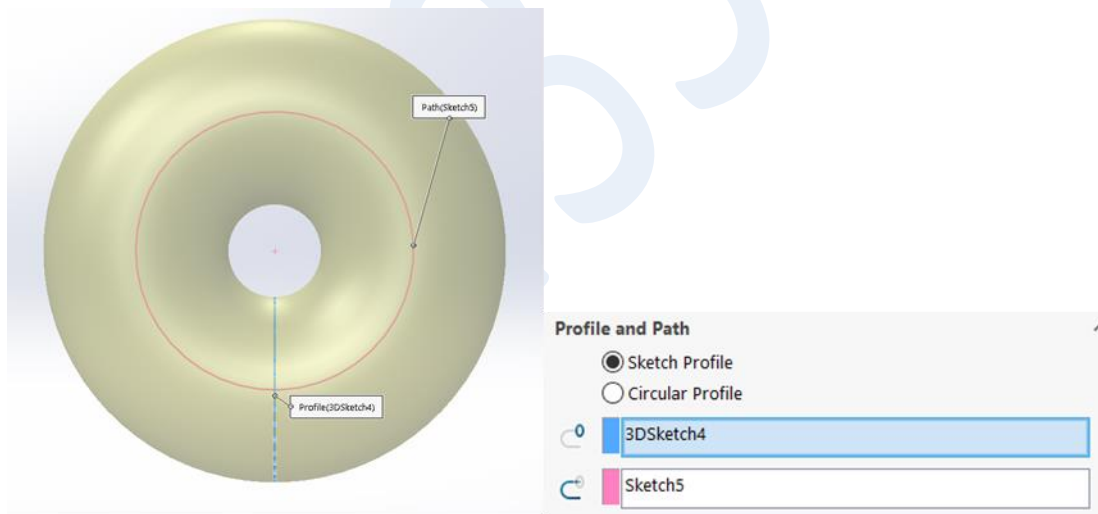 Path(Sketch5)
Profile(3DSketch4)
Profile and Path
Sketch Profile
Circular Profile
3DSketch4
Sketch5